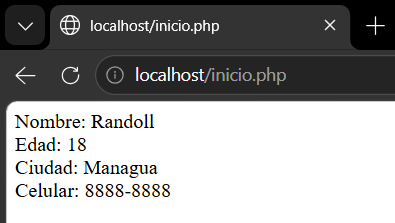 localhost/inicio.php
localhost/inicio.php
Nombre: Randoll
Edad: 18
Ciudad: Managua
Celular: 8888-8888